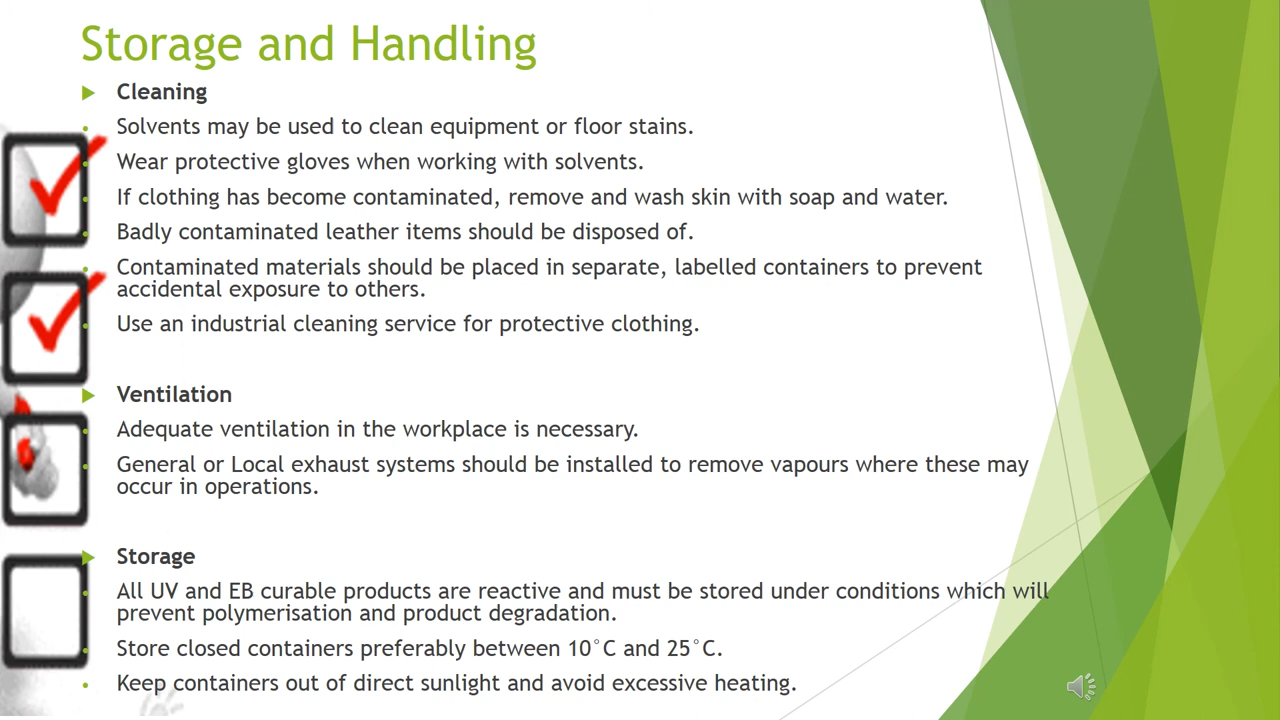 Storage and Handling
Cleaning
Solvents may be used to clean equipment or floor stains.
Wear protective gloves when working with solvents.
If clothing has become contaminated, remove and wash skin with soap and water.
Badly contaminated leather items should be disposed of.
Contaminated materials should be placed in separate, labelled containers to prevent
accidental exposure to others.
Use an industrial cleaning service for protective clothing.
Ventilation
Adequate ventilation in the workplace is necessary.
General or Local exhaust systems should be installed to remove vapours where these may
occur in operations.
Storage
All UV and EB curable products are reactive and must be stored under conditions which will
prevent polymerisation and product degradation.
Store closed containers preferably between 10°C and 25°C.
Keep containers out of direct sunlight and avoid excessive heating.